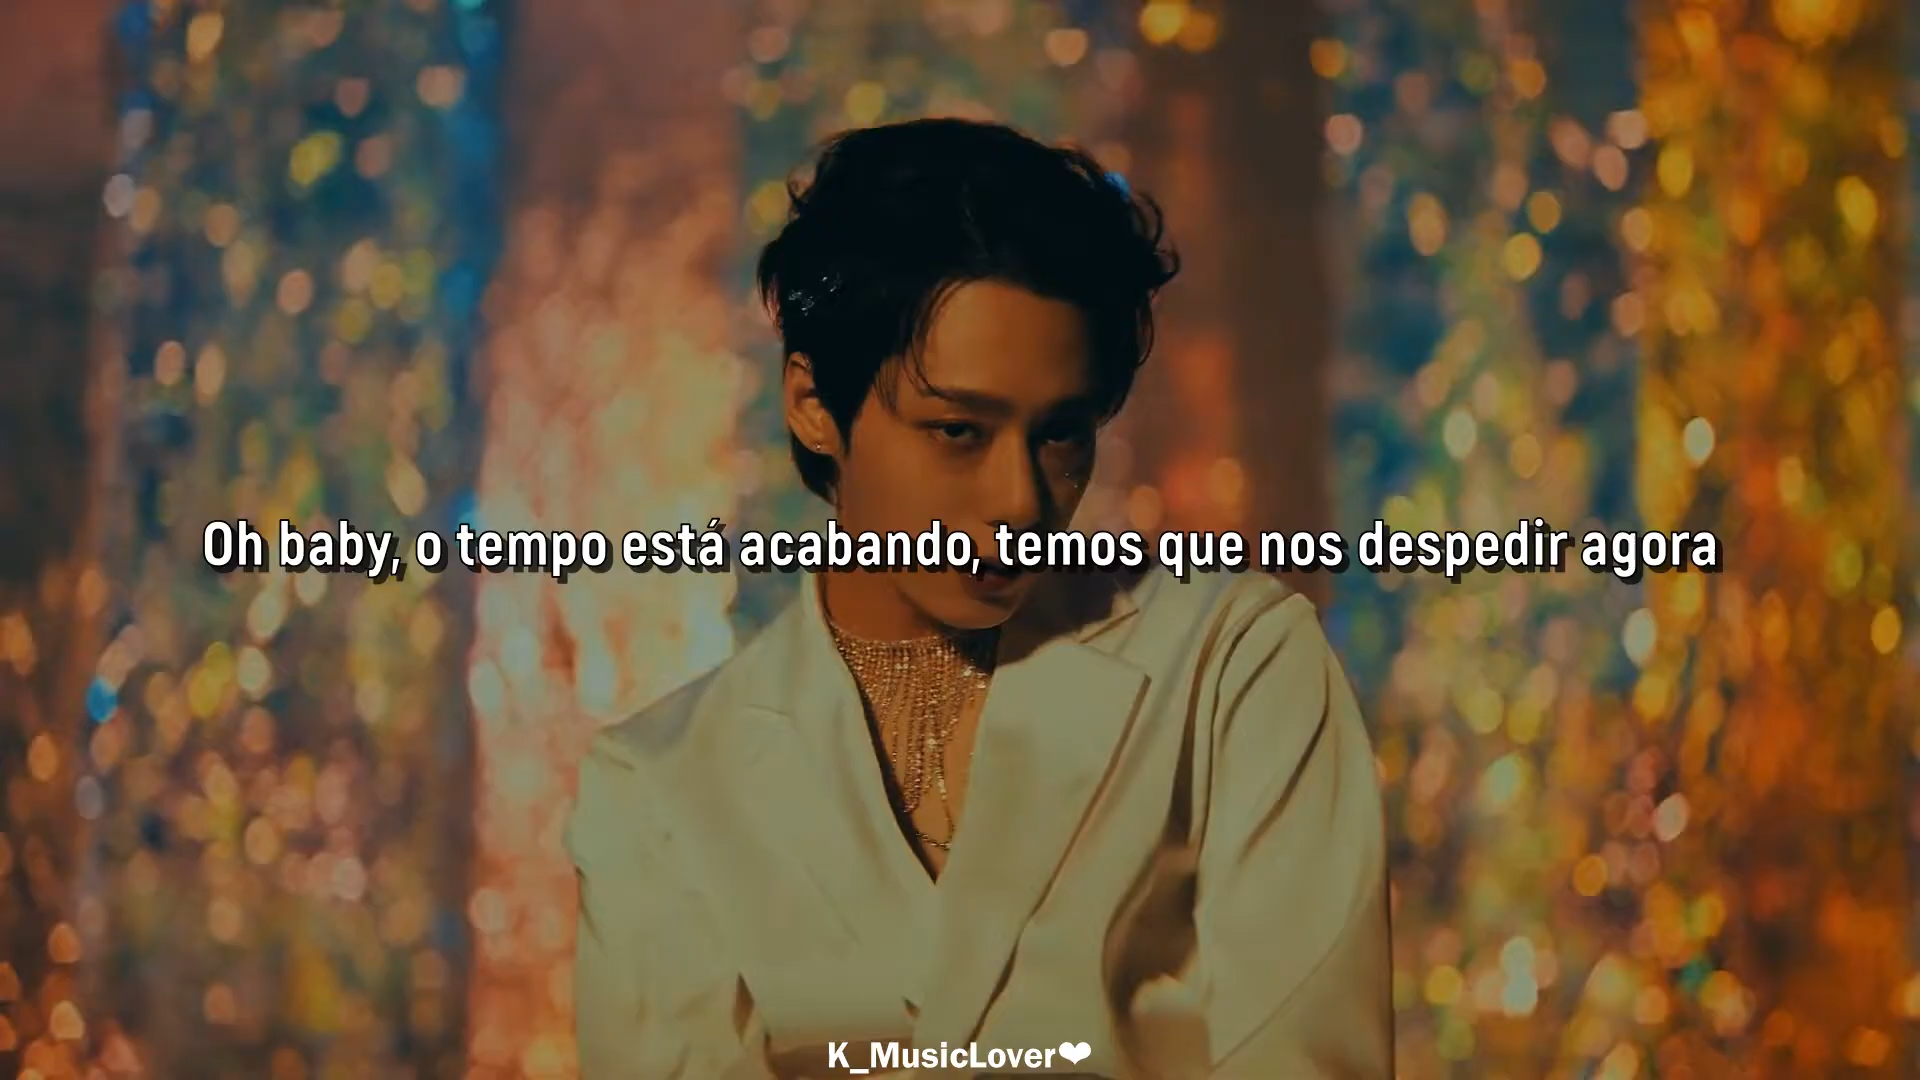 Oh baby, o tempo está acabando, temos que nos despedir agora
K_MusicLover❤